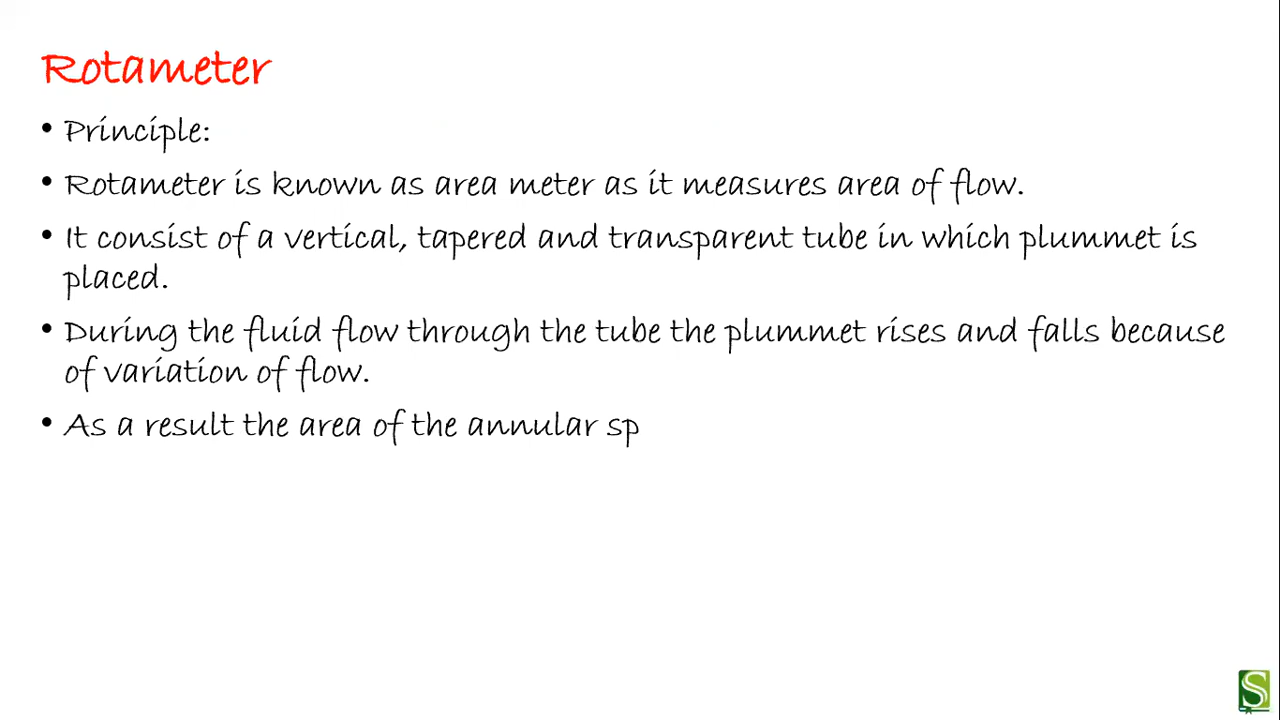 Rotameter
• Principle:
• Rotameter is known as area meter as it measures area of flow.
• It consist of a vertical, tapered and transparent tube in which plummet is
placed.
• During the fluid flow through the tube the plummet rises and falls because
of variation of flow.
• As a result the area of the annular sp
S